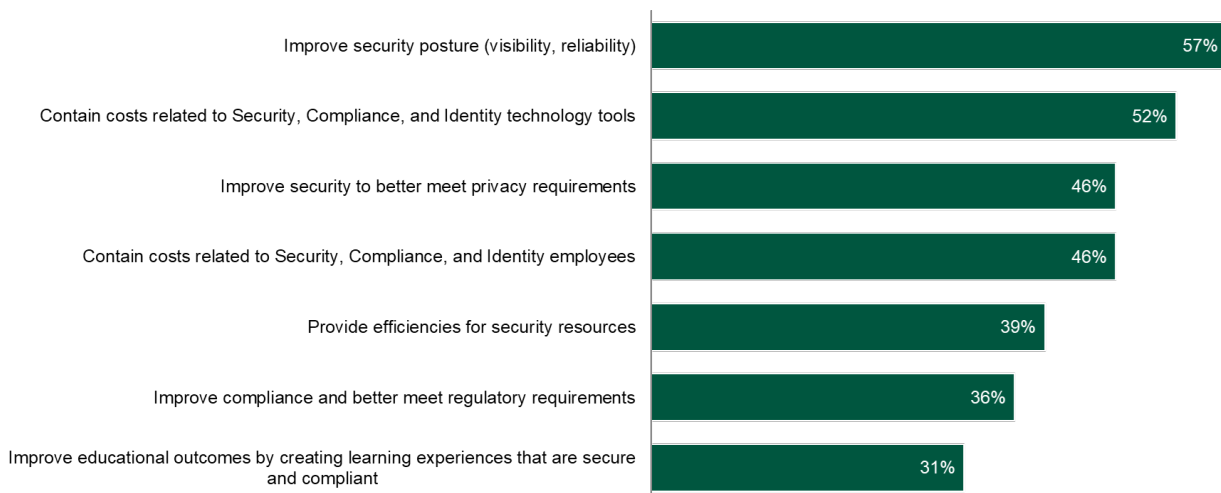 Improve security posture (visibility, reliability)
57%
Contain costs related to Security, Compliance, and Identity technology tools
52%
Improve security to better meet privacy requirements
46%
Contain costs related to Security, Compliance, and Identity employees
46%
Provide efficiencies for security resources
39%
Improve compliance and better meet regulatory requirements
36%
Improve educational outcomes by creating learning experiences that are secure
and compliant
31%